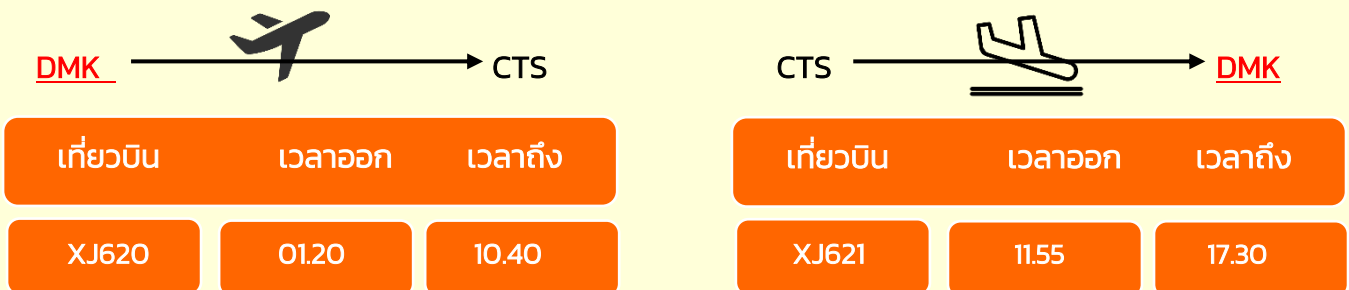 DMK CTS CTS DMK
เที่ยวบิน เวลาออก เวลาถึง เที่ยวบิน เวลาออก เวลาถึง
XJ620 01.20 10.40 XJ621 11.55 17.30